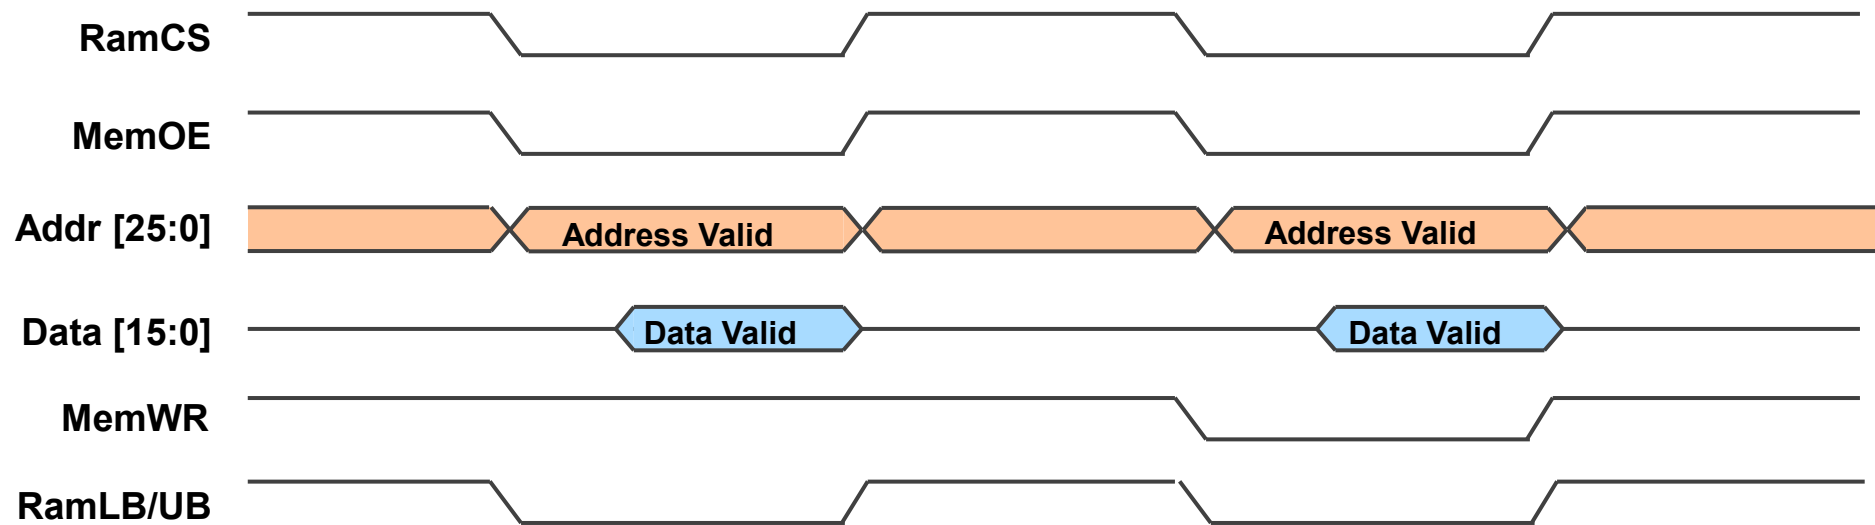 RamCS
MemOE
Addr [25:0]
Address Valid
Address Valid
Data [15:0]
Data Valid
Data Valid
MemWR
RamLB/UB